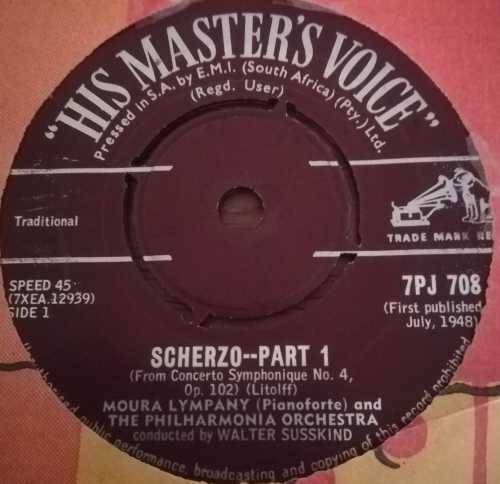 "HIS MASTER'S VOICE"
Pressed in S.A. by E.M.I. (South Africa) (Pty.) Ltd.
(Regd. User)
Traditional
TRADE MARK RE
SPEED 45
(7XEA.12939)
SIDE 1
7PJ 708
(First published
July, 1948)
SCHERZO--PART 1
(From Concerto Symphonique No. 4,
Op. 102) (Litolff)
MOURA LYMPANY (Pianoforte) and
THE PHILHARMONIA ORCHESTRA
conducted by WALTER SUSSKIND
public performance, broadcasting and copying of this record prohibited